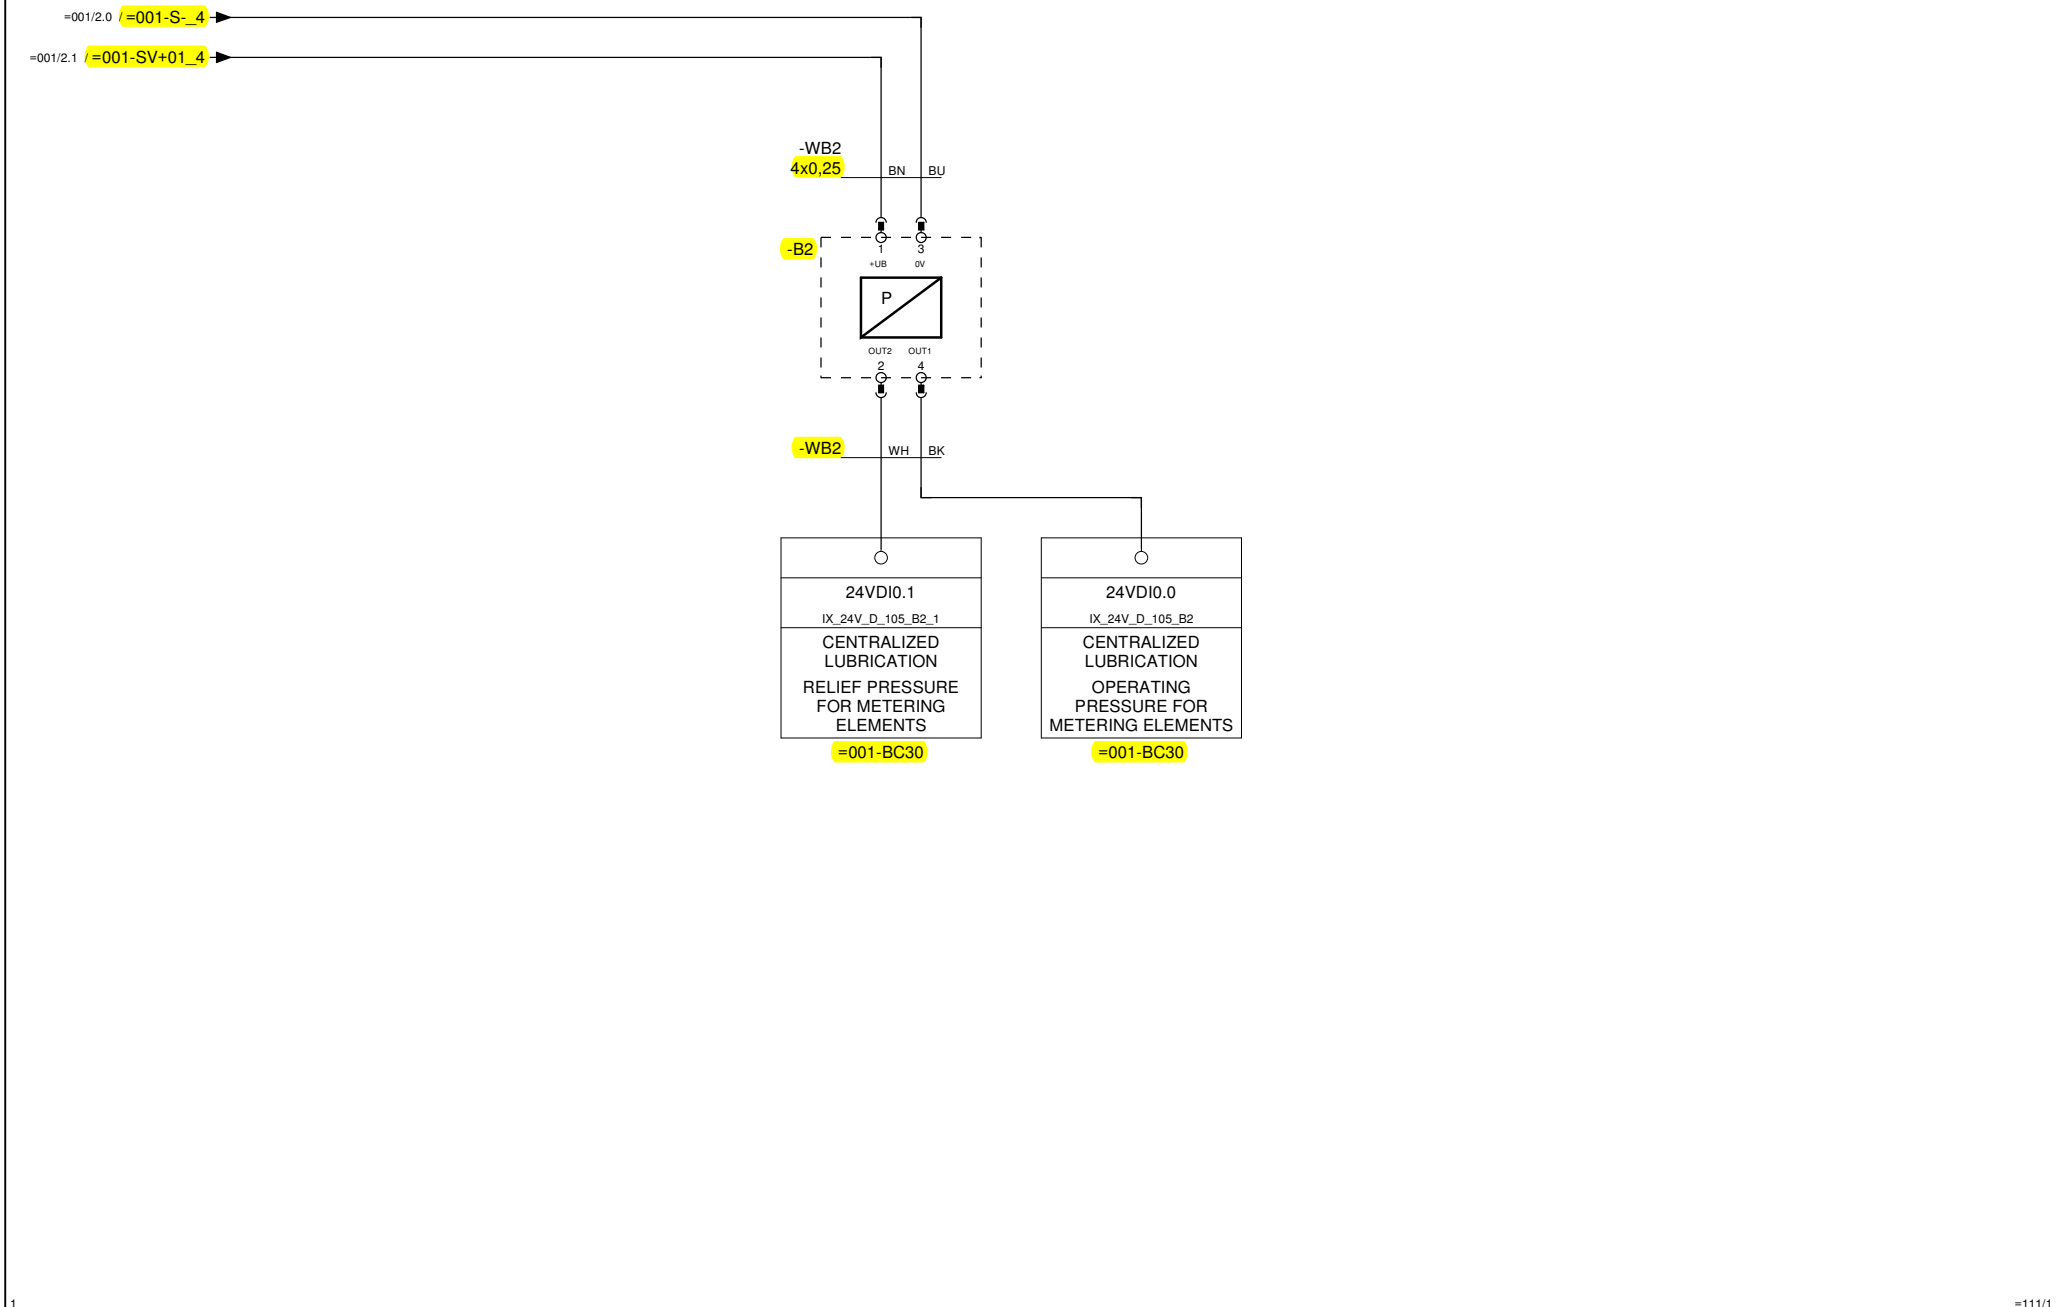 =001/2.0 / =001-S-_4
=001/2.1 / =001-SV+01_4
-WB2
4x0,25
BN BU
-B2
1 3
+UB 0V
P
OUT2 OUT1
2 4
-WB2
WH BK
24VDI0.1
IX_24V_D_105_B2_1
CENTRALIZED
LUBRICATION
RELIEF PRESSURE
FOR METERING
ELEMENTS
=001-BC30
24VDI0.0
IX_24V_D_105_B2
CENTRALIZED
LUBRICATION
OPERATING
PRESSURE FOR
METERING ELEMENTS
=001-BC30
1
=111/1